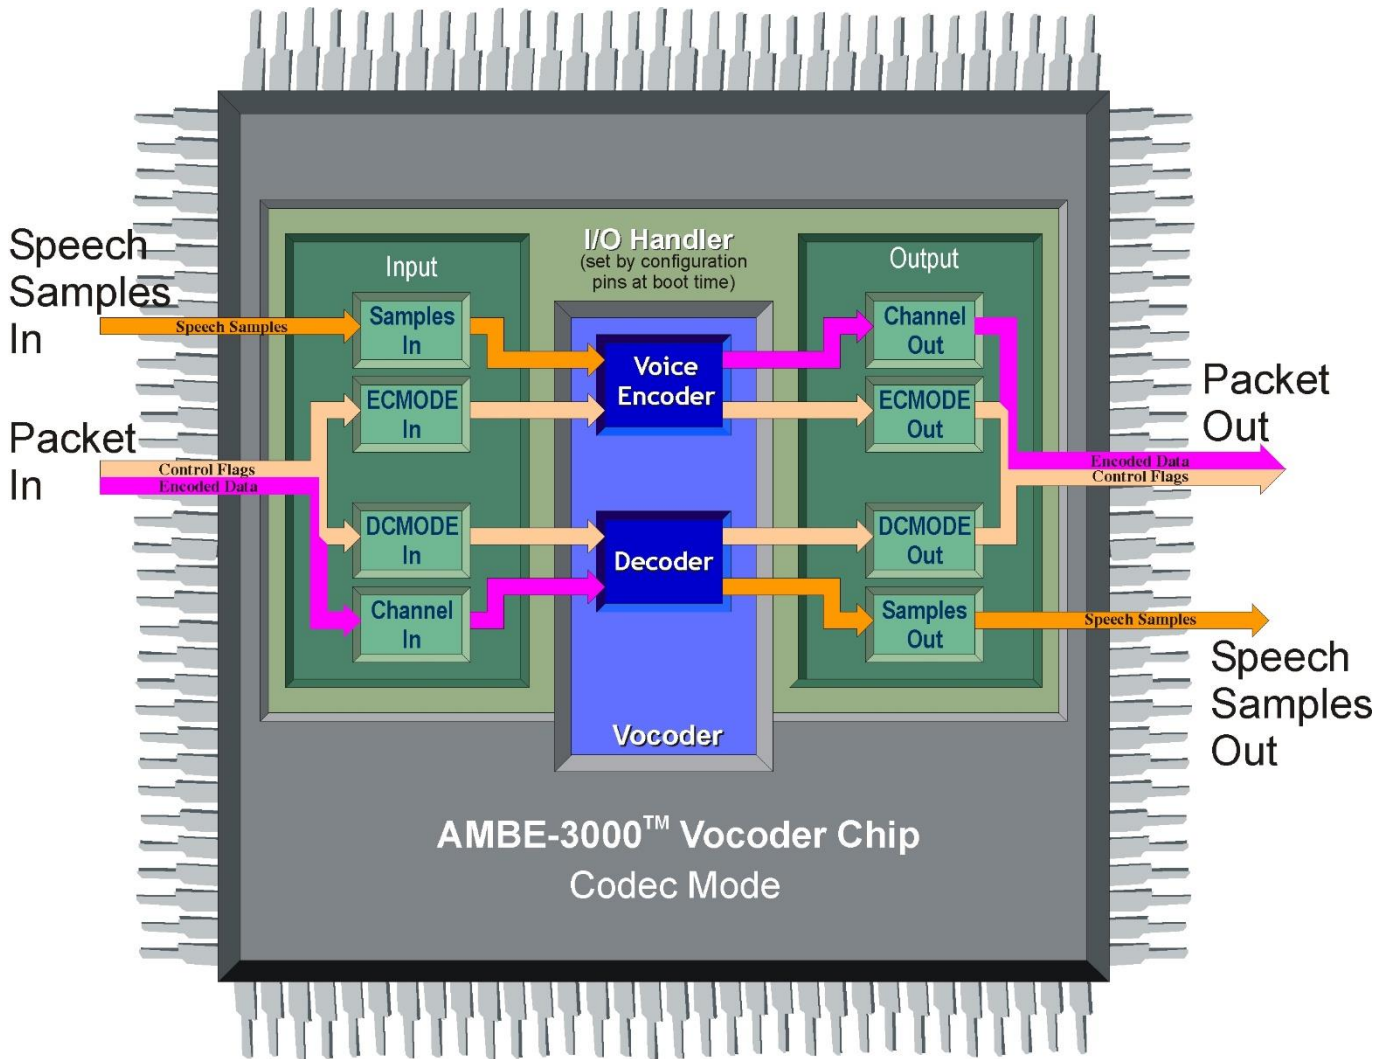 Speech
Samples
In
Packet
In
Speech Samples
Control Flags
Encoded Data
I/O Handler
(set by configuration
pins at boot time)
Input
Samples
In
ECMODE
In
DCMODE
In
Channel
In
Voice
Encoder
Decoder
Vocoder
Output
Channel
Out
ECMODE
Out
DCMODE
Out
Samples
Out
Encoded Data
Control Flags
Speech Samples
Packet
Out
Speech
Samples
Out
AMBE-3000™ Vocoder Chip
Codec Mode